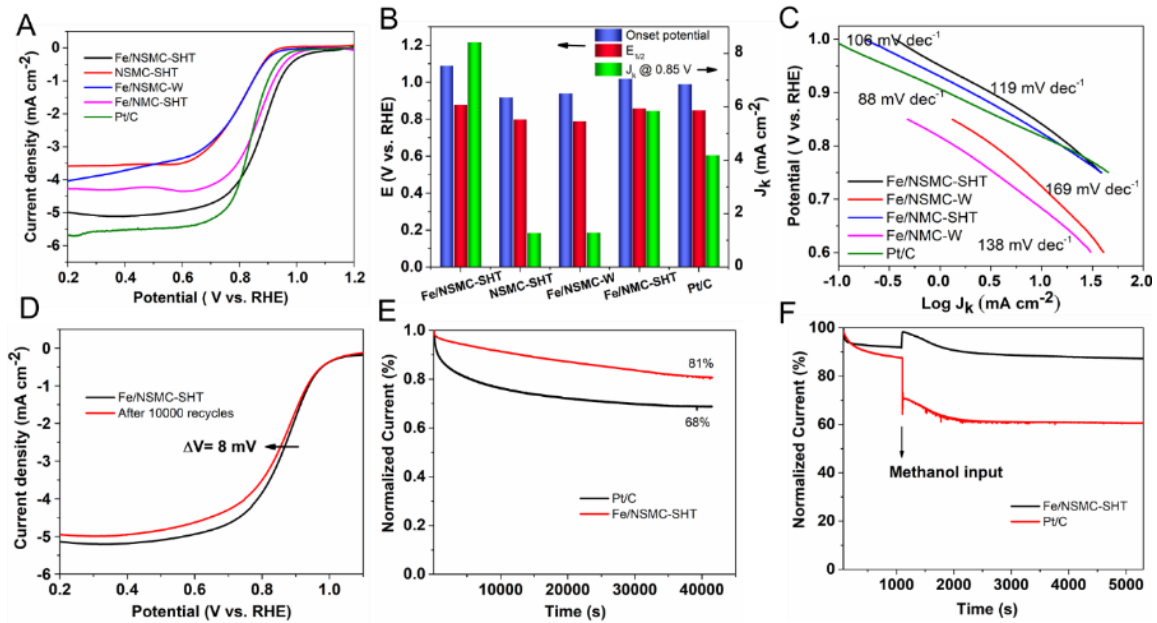 A
0
-1
-2
-3
-4
-5
-6
Current density (mA cm-2)
0.2 0.4 0.6 0.8 1.0 1.2
Potential ( V vs. RHE)
Fe/NSMC-SHT
NSMC-SHT
Fe/NSMC-W
Fe/NMC-SHT
Pt/C
B
1.2
1.0
0.8
0.6
0.4
0.2
0.0
E (V vs. RHE)
Onset potential
E1/2
Jk @ 0.85 V
8
6
4
2
0
Jk (mA cm-2)
Fe/NSMC-SHT
NSMC-SHT
Fe/NSMC-W
Fe/NMC-SHT
Pt/C
C
1.0
0.9
0.8
0.7
0.6
Potential ( V vs. RHE)
106 mV dec-1
119 mV dec-1
88 mV dec-1
169 mV dec-1
138 mV dec-1
Fe/NSMC-SHT
Fe/NSMC-W
Fe/NMC-SHT
Fe/NMC-W
Pt/C
-1.0 -0.5 0.0 0.5 1.0 1.5 2.0
Log Jk (mA cm-2)
D
0
-1
-2
-3
-4
-5
-6
Current density (mA cm-2)
Fe/NSMC-SHT
After 10000 recycles
ΔV= 8 mV
0.2 0.4 0.6 0.8 1.0
Potential (V vs. RHE)
E
1.0
0.8
0.6
0.4
0.2
0.0
Normalized Current (%)
81%
68%
Pt/C
Fe/NSMC-SHT
10000 20000 30000 40000
Time (s)
F
100
80
60
40
20
Normalized Current (%)
Methanol input
Fe/NSMC-SHT
Pt/C
0 1000 2000 3000 4000 5000
Time (s)